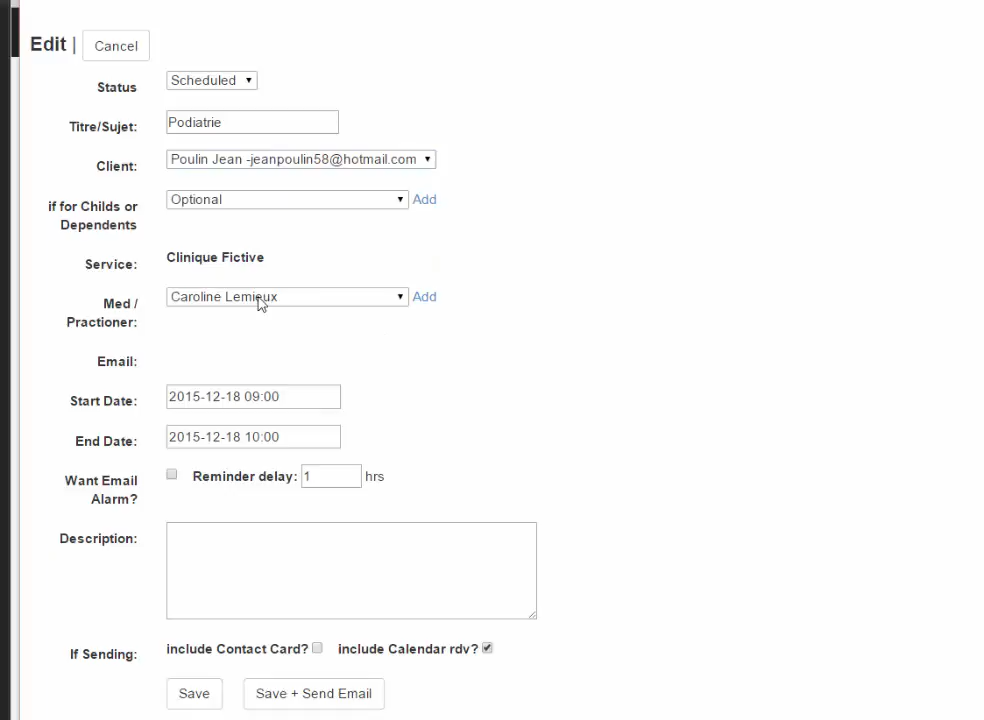 Edit | Cancel
Status Scheduled
Titre/Sujet: Podiatrie
Client: Poulin Jean -jeanpoulin58@hotmail.com
if for Childs or Dependents Optional Add
Service: Clinique Fictive
Med / Practioner: Caroline Lemieux Add
Email:
Start Date: 2015-12-18 09:00
End Date: 2015-12-18 10:00
Want Email Alarm? Reminder delay: 1 hrs
Description:
If Sending: include Contact Card? include Calendar rdv?
Save Save + Send Email